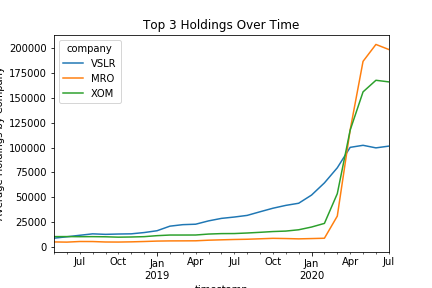 Top 3 Holdings Over Time
company
VSLR
MRO
XOM
200000
175000
150000
125000
100000
75000
50000
25000
0
Jul
Oct
Jan
2019
Apr
Jul
Oct
Jan
2020
Apr
Jul
Average Holdings by Company
timestamp